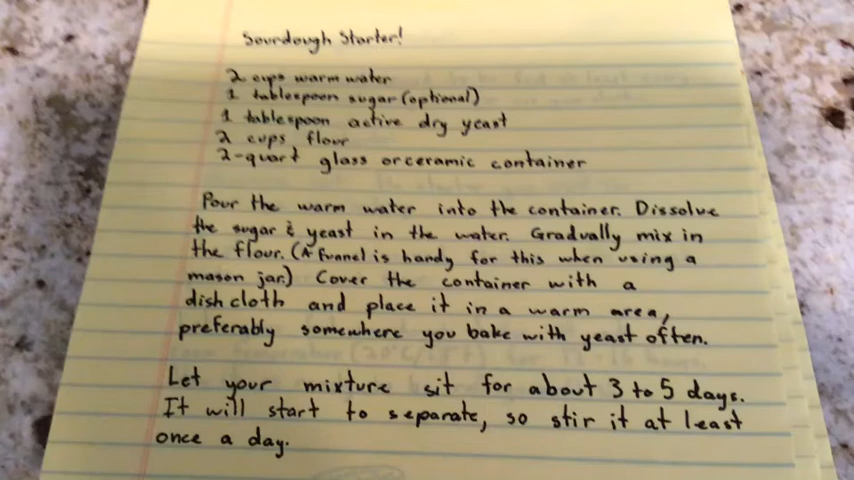 Sourdough Starter!
2 cups warm water
1 tablespoon sugar (optional)
1 tablespoon active dry yeast
2 cups flour
2-quart glass or ceramic container
Pour the warm water into the container. Dissolve
the sugar & yeast in the water. Gradually mix in
the flour. (A funnel is handy for this when using a
mason jar.) Cover the container with a
dish cloth and place it in a warm area,
preferably somewhere you bake with yeast often.
Let your mixture sit for about 3 to 5 days.
It will start to separate, so stir it at least
once a day.